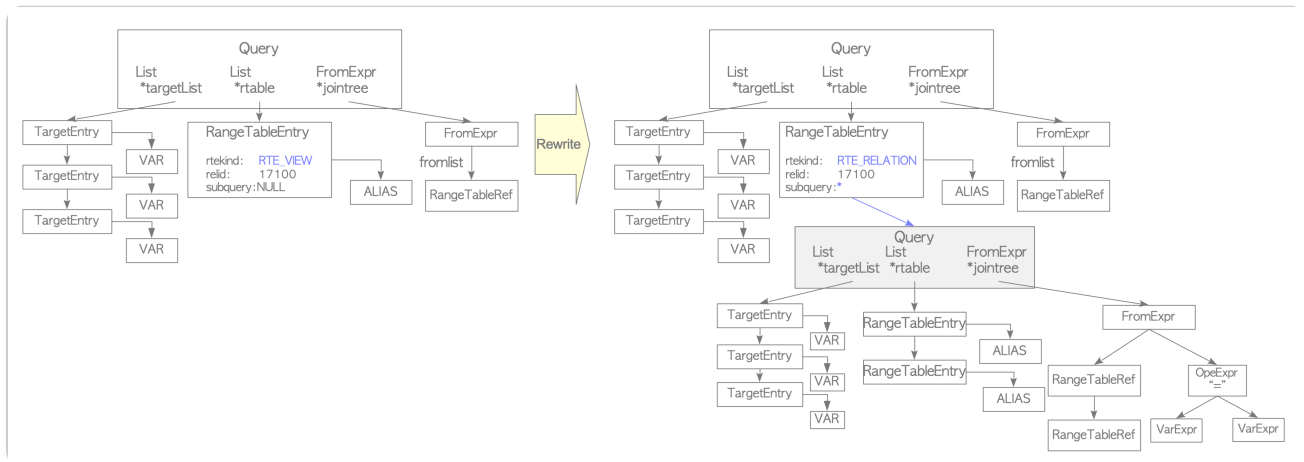 Query
List List FromExpr
*targetList *rtable *jointree
TargetEntry
VAR
TargetEntry
VAR
TargetEntry
VAR
RangeTableEntry
rtekind: RTE_VIEW
relid: 17100
subquery:NULL
ALIAS
FromExpr
fromlist
RangeTableRef
Rewrite
Query
List List FromExpr
*targetList *rtable *jointree
TargetEntry
VAR
TargetEntry
VAR
TargetEntry
VAR
RangeTableEntry
rtekind: RTE_RELATION
relid: 17100
subquery:*
ALIAS
FromExpr
fromlist
RangeTableRef
Query
List List FromExpr
*targetList *rtable *jointree
TargetEntry
VAR
TargetEntry
VAR
TargetEntry
VAR
RangeTableEntry
ALIAS
RangeTableEntry
ALIAS
FromExpr
RangeTableRef
RangeTableRef
OpeExpr
“=”
VarExpr
VarExpr